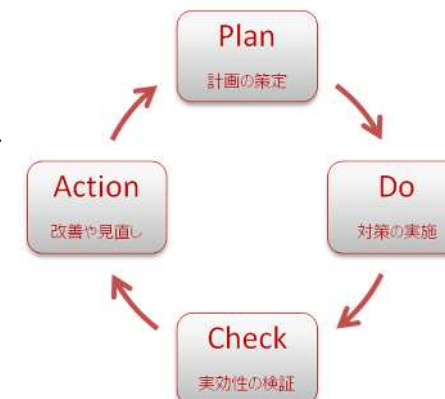 Plan
計画の策定
Do
対策の実施
Check
実効性の検証
Action
改善や見直し